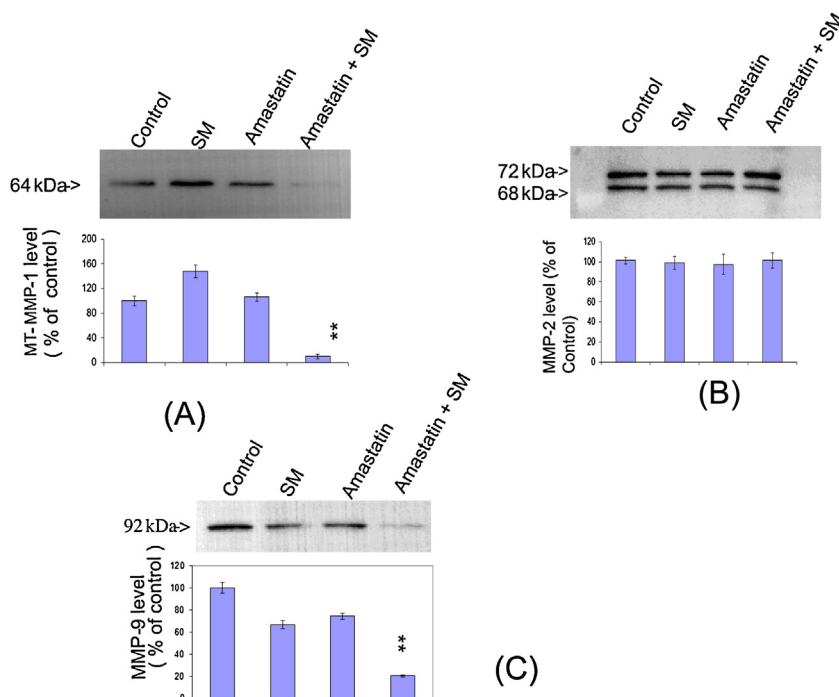 Control SM Amastatin Amastatin + SM
64 kDa->
MT- MMP-1 level
( % of control )
200
160
120
80
40
0
**
(A)
Control SM Amastatin Amastatin + SM
72 kDa->
68 kDa->
MMP-2 level (% of
Control)
120
100
80
60
40
20
0
(B)
Control SM Amastatin Amastatin + SM
92 kDa->
MMP-9 level
( % of control )
120
100
80
60
40
20
0
**
(C)